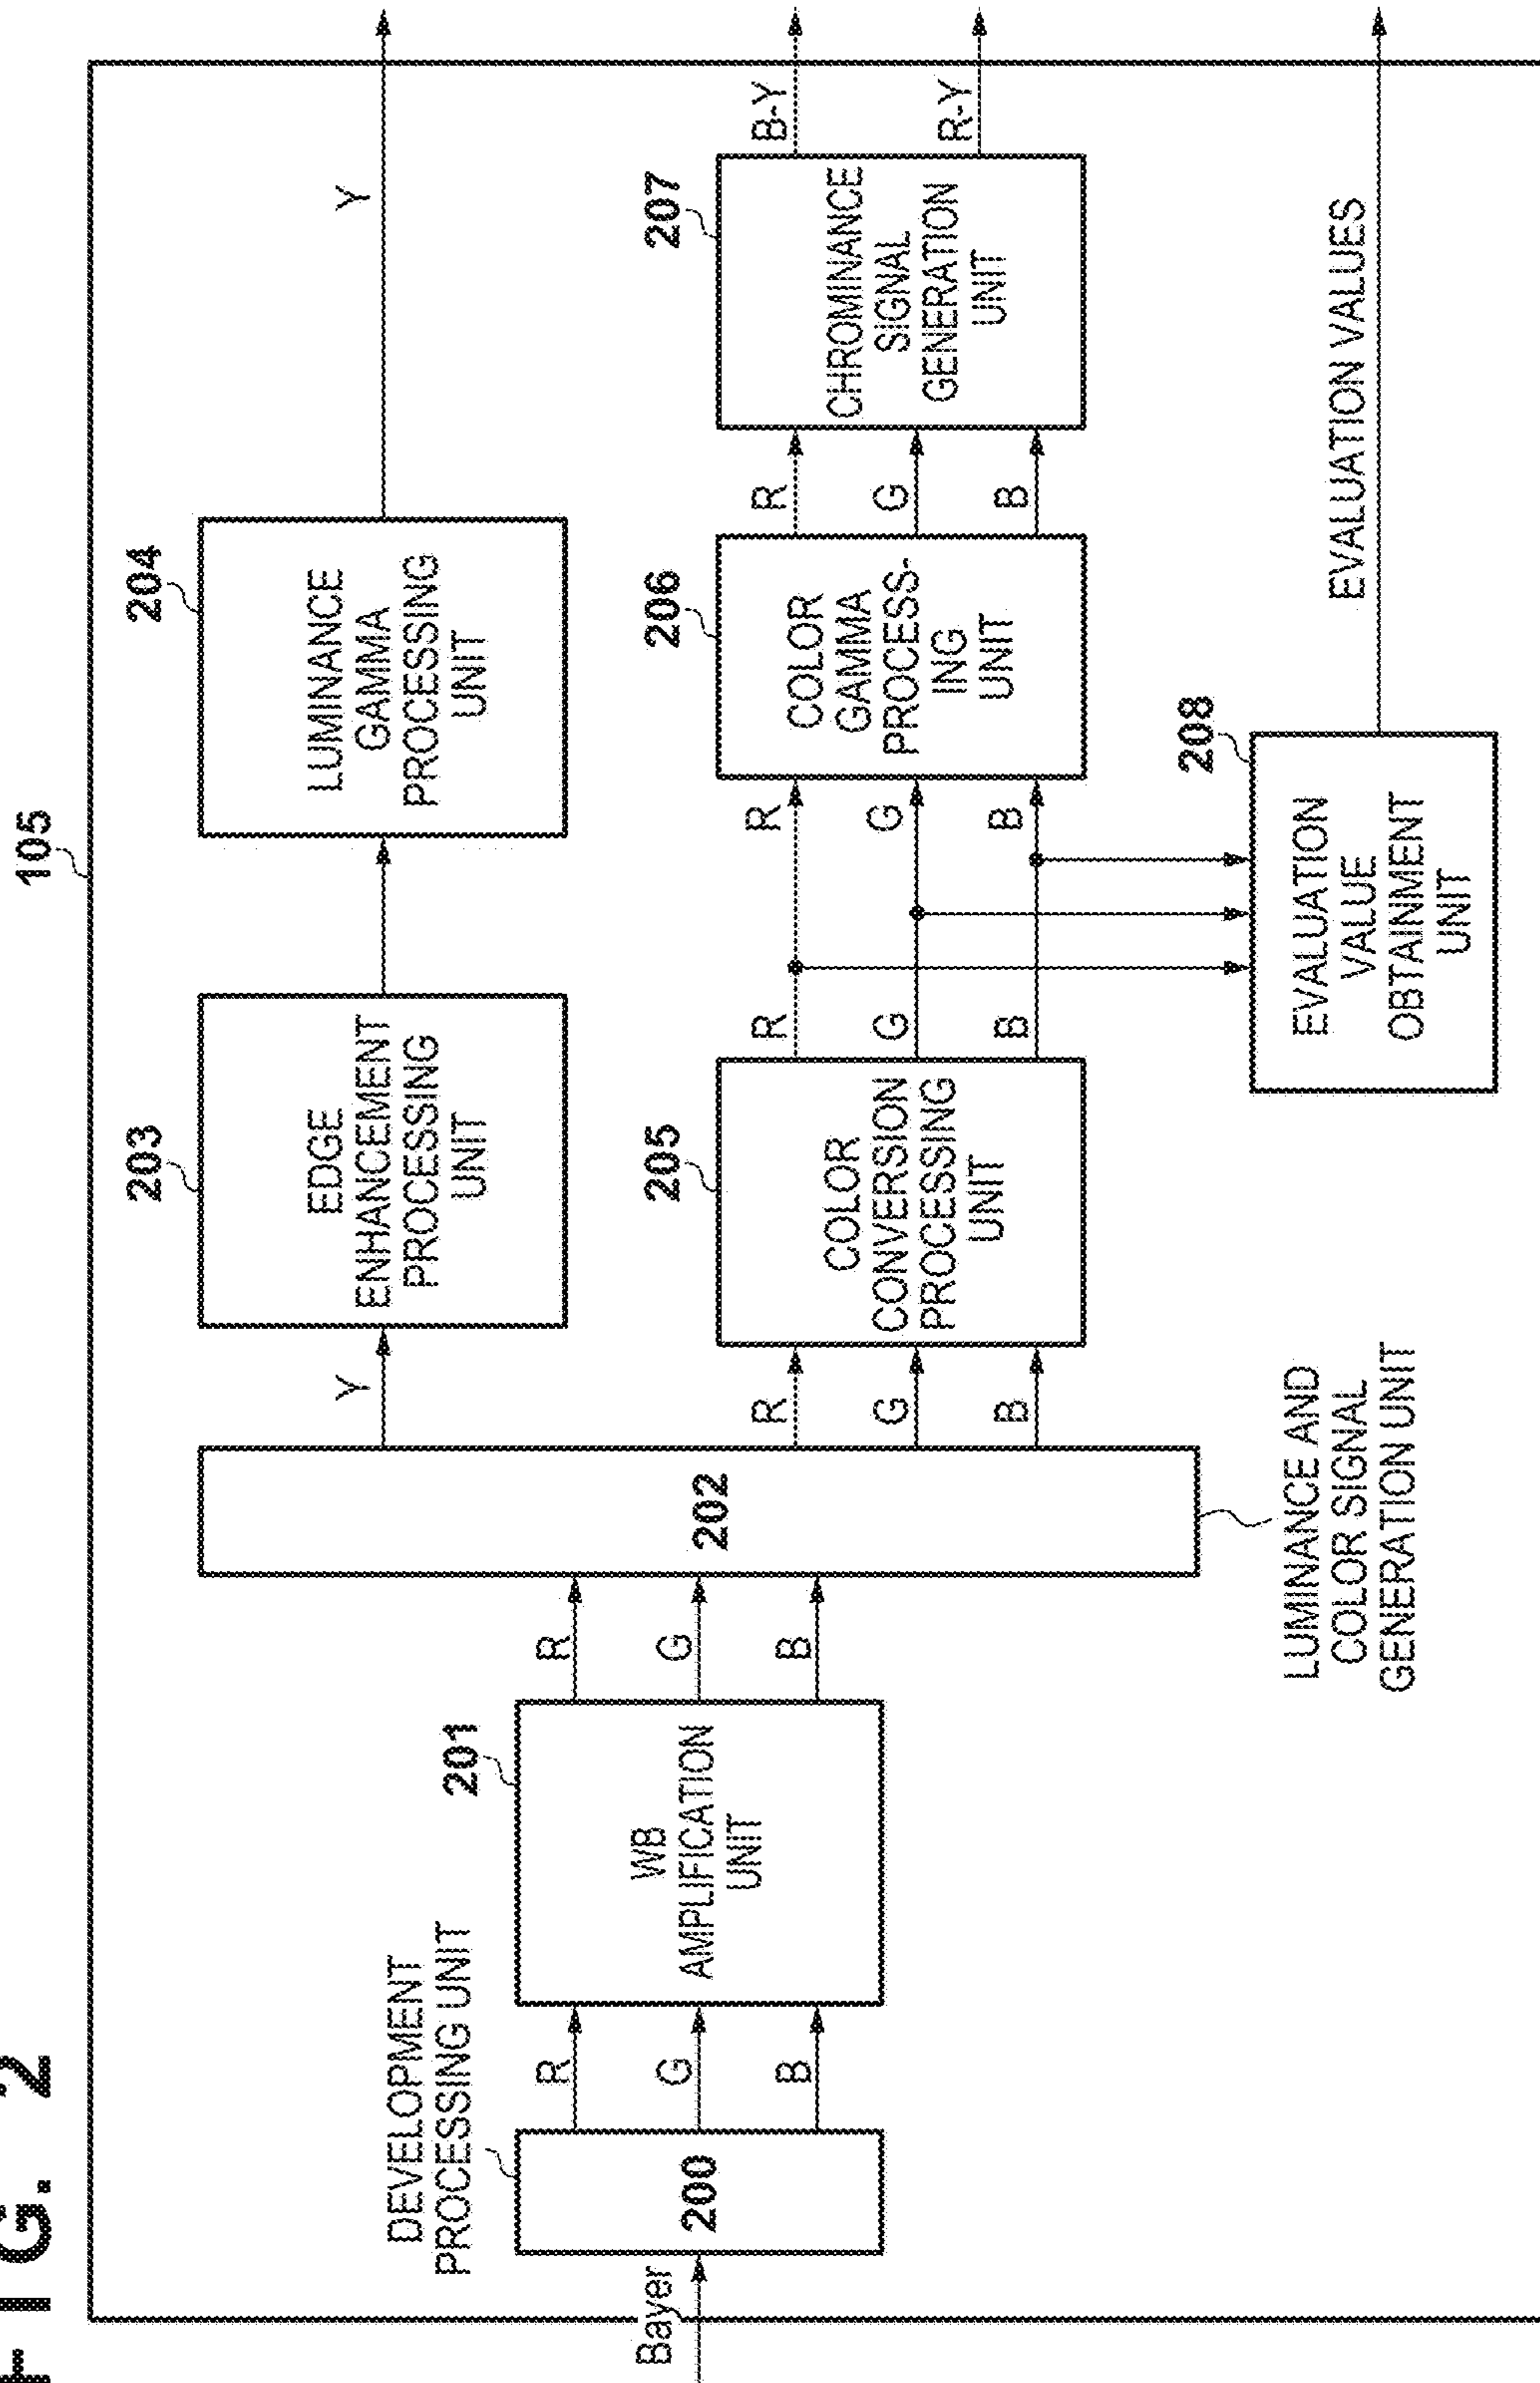 FIG. 2
105
Bayer
DEVELOPMENT
PROCESSING UNIT
200
R
G
B
201
WB
AMPLIFICATION
UNIT
R
G
B
202
LUMINANCE AND
COLOR SIGNAL
GENERATION UNIT
Y
203
EDGE
ENHANCEMENT
PROCESSING
UNIT
204
LUMINANCE
GAMMA
PROCESSING
UNIT
Y
R
G
B
205
COLOR
CONVERSION
PROCESSING
UNIT
R
G
B
R
G
B
206
COLOR
GAMMA
PROCESS-
ING
UNIT
R
G
B
207
CHROMINANCE
SIGNAL
GENERATION
UNIT
B-Y
R-Y
208
EVALUATION
VALUE
OBTAINMENT
UNIT
EVALUATION VALUES